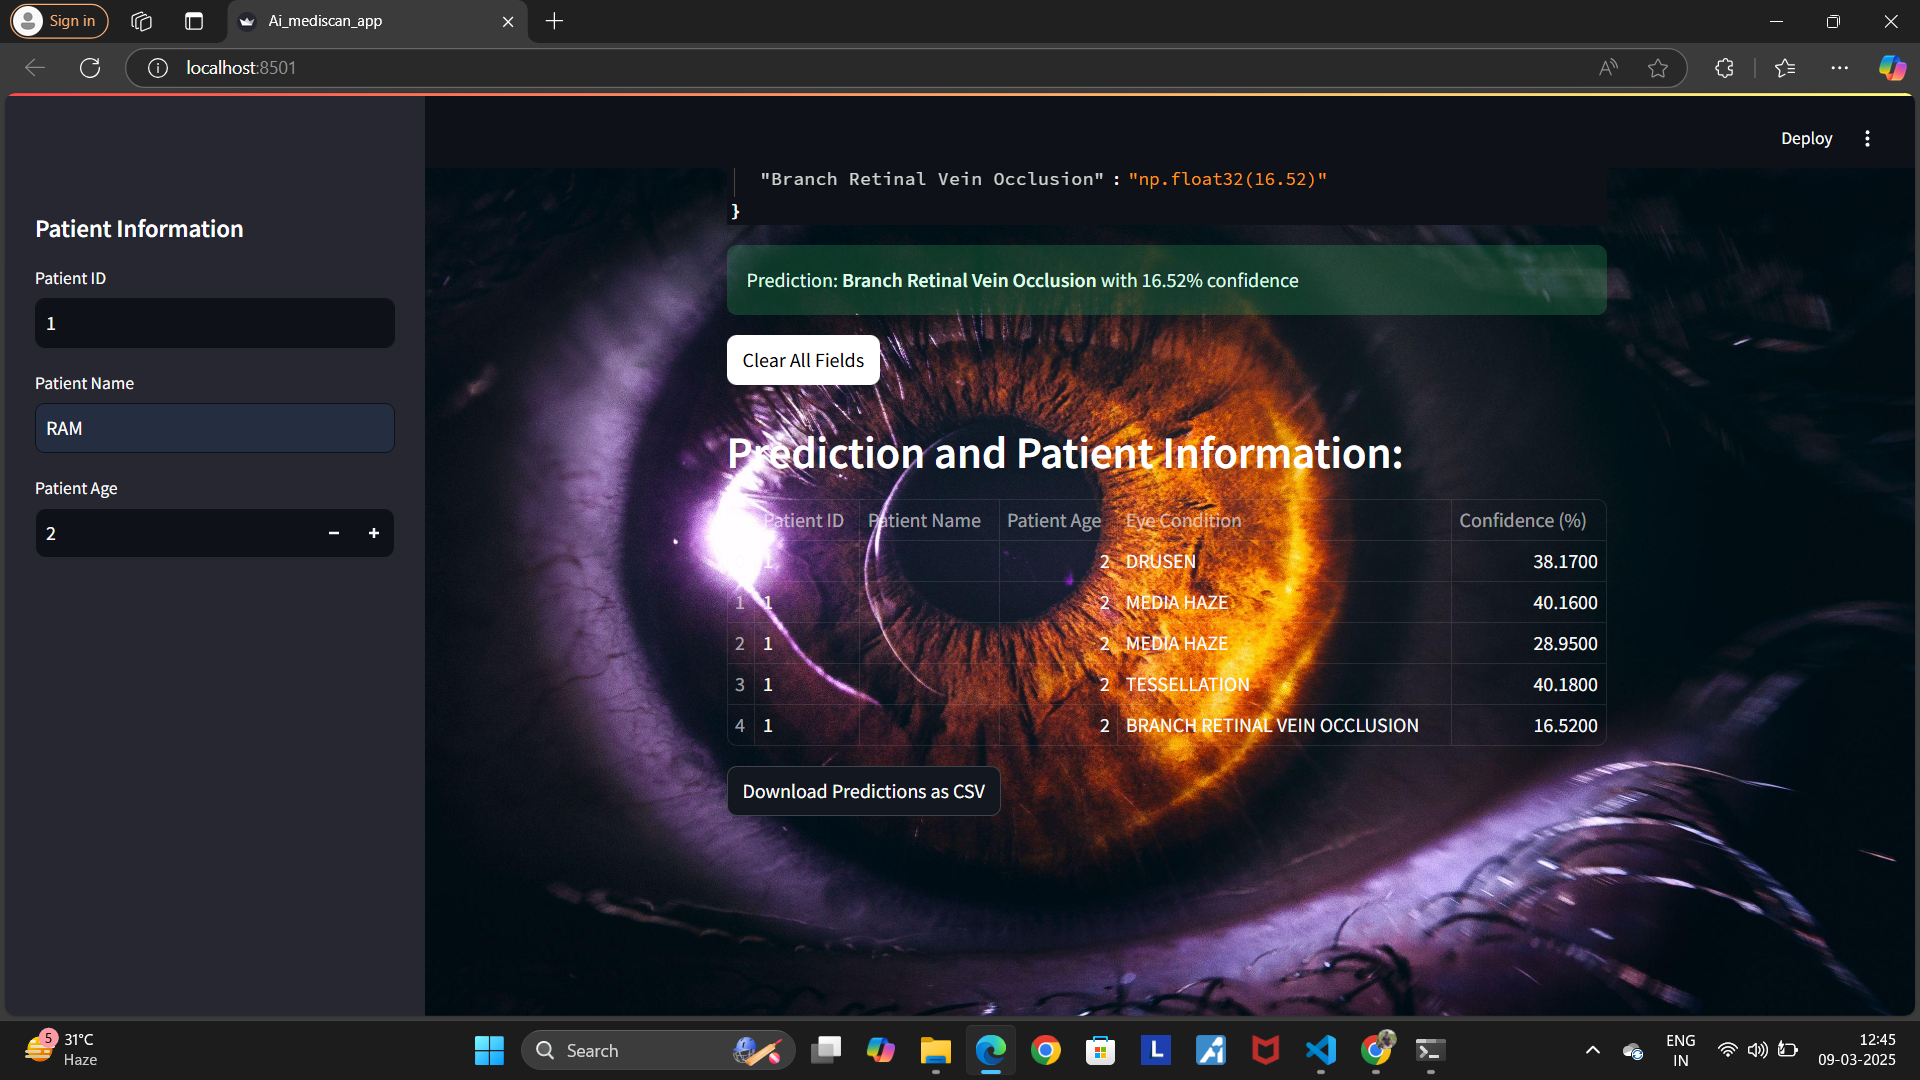 Sign in
Ai_mediscan_app
localhost:8501
Deploy
"Branch Retinal Vein Occlusion" : "np.float32(16.52)"
}
Patient Information
Patient ID
1
Patient Name
RAM
Patient Age
2
Prediction: Branch Retinal Vein Occlusion with 16.52% confidence
Clear All Fields
Prediction and Patient Information:
Patient ID Patient Name Patient Age Eye Condition Confidence (%)
1 2 DRUSEN 38.1700
1 1 2 MEDIA HAZE 40.1600
2 1 2 MEDIA HAZE 28.9500
3 1 2 TESSELLATION 40.1800
4 1 2 BRANCH RETINAL VEIN OCCLUSION 16.5200
Download Predictions as CSV
5
31°C
Haze
Search
L
ENG
IN
12:45
09-03-2025